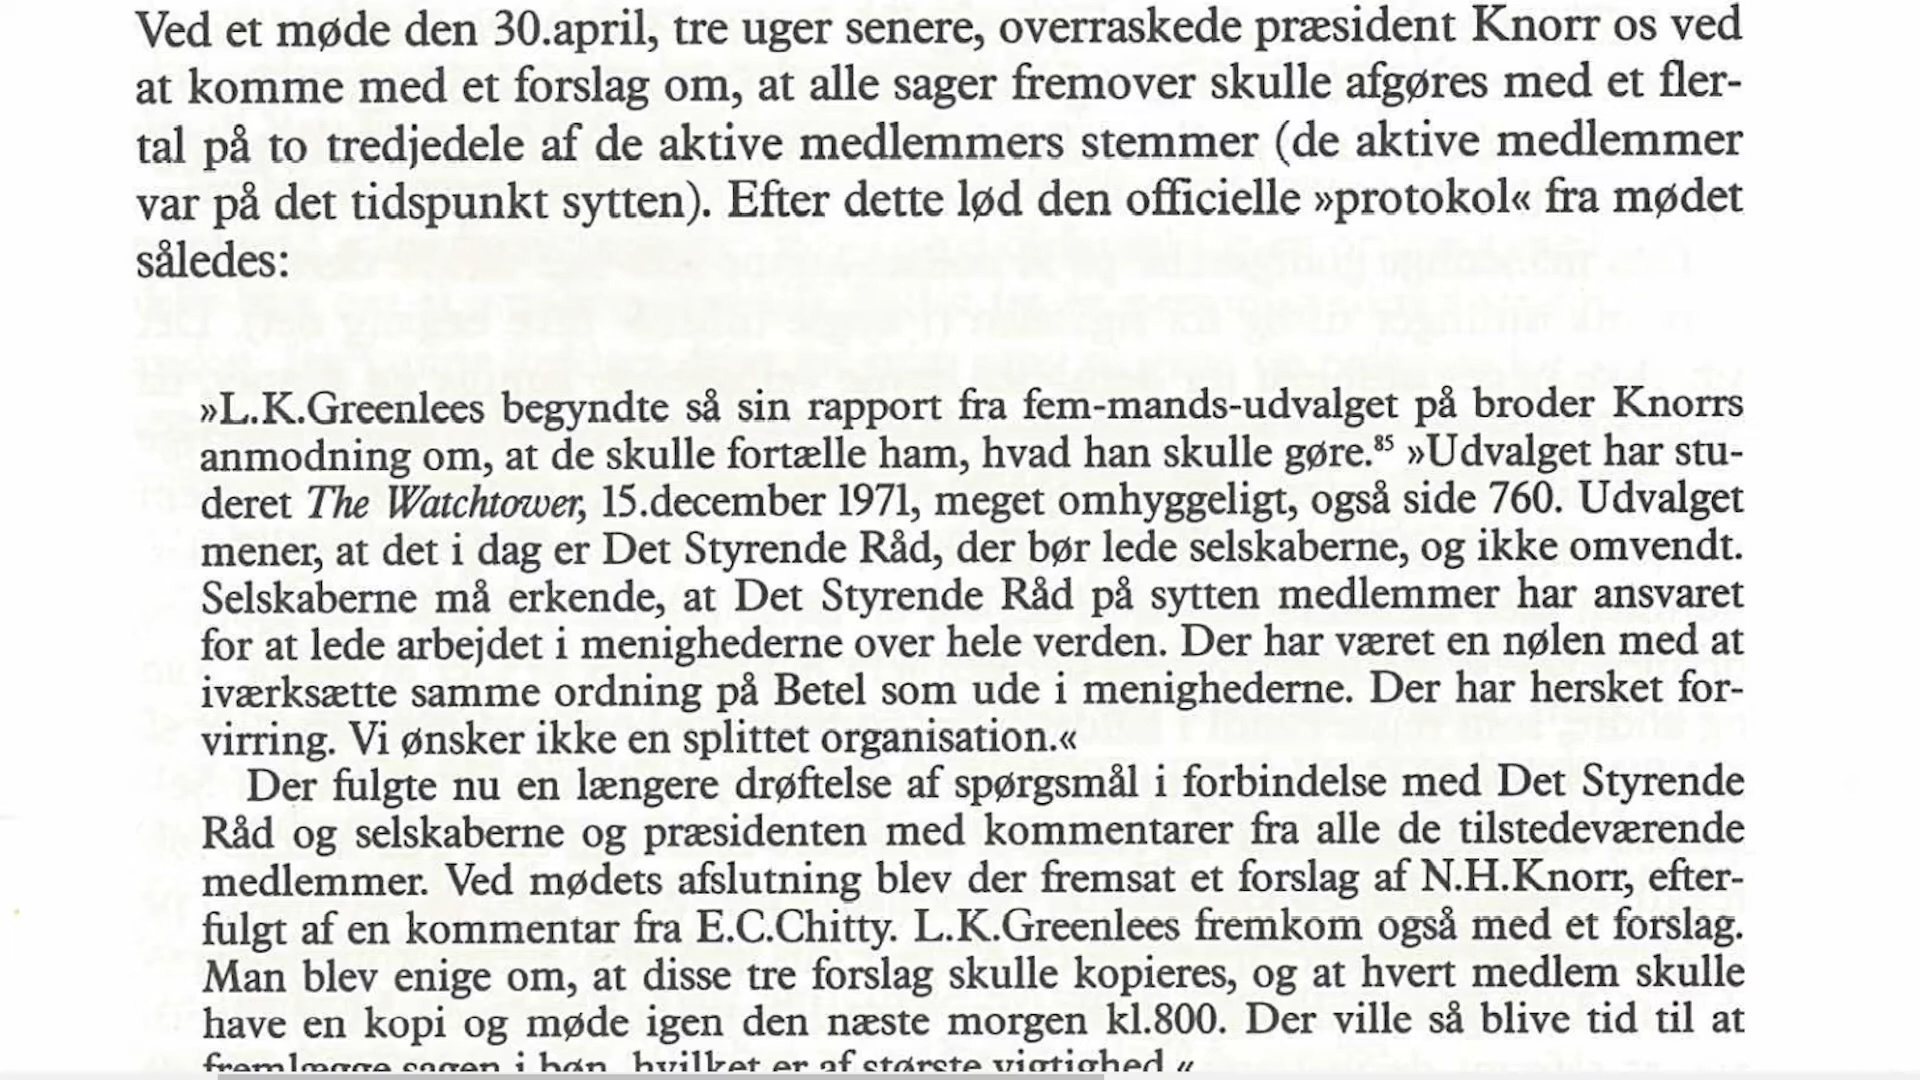 Ved et møde den 30.april, tre uger senere, overraskede præsident Knorr os ved
at komme med et forslag om, at alle sager fremover skulle afgøres med et fler-
tal på to tredjedele af de aktive medlemmers stemmer (de aktive medlemmer
var på det tidspunkt sytten). Efter dette lød den officielle »protokol« fra mødet
således:
»L.K.Greenlees begyndte så sin rapport fra fem-mands-udvalget på broder Knorrs
anmodning om, at de skulle fortælle ham, hvad han skulle gøre.⁸⁵ »Udvalget har stu-
deret The Watchtower, 15.december 1971, meget omhyggeligt, også side 760. Udvalget
mener, at det i dag er Det Styrende Råd, der bør lede selskaberne, og ikke omvendt.
Selskaberne må erkende, at Det Styrende Råd på sytten medlemmer har ansvaret
for at lede arbejdet i menighederne over hele verden. Der har været en nølen med at
iværksætte samme ordning på Betel som ude i menighederne. Der har hersket for-
virring. Vi ønsker ikke en splittet organisation.«
Der fulgte nu en længere drøftelse af spørgsmål i forbindelse med Det Styrende
Råd og selskaberne og præsidenten med kommentarer fra alle de tilstedeværende
medlemmer. Ved mødets afslutning blev der fremsat et forslag af N.H.Knorr, efter-
fulgt af en kommentar fra E.C.Chitty. L.K.Greenlees fremkom også med et forslag.
Man blev enige om, at disse tre forslag skulle kopieres, og at hvert medlem skulle
have en kopi og møde igen den næste morgen kl.800. Der ville så blive tid til at
fremlægge sagen i bøn, hvilket er af største vigtighed.«